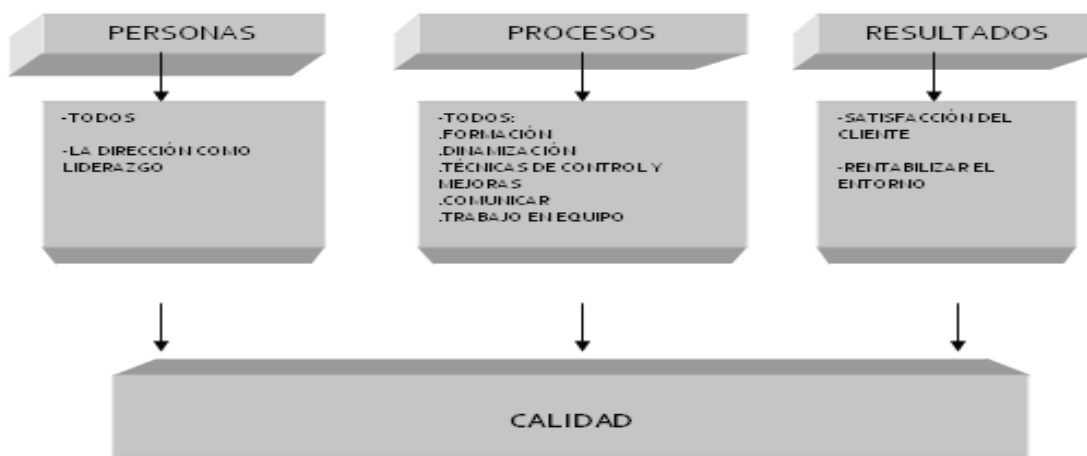 PERSONAS
-TODOS
-LA DIRECCIÓN COMO
LIDERAZGO
PROCESOS
-TODOS:
.FORMACIÓN
.DINAMIZACIÓN
.TÉCNICAS DE CONTROL Y
MEJORAS
.COMUNICAR
.TRABAJO EN EQUIPO
RESULTADOS
-SATISFACCIÓN DEL
CLIENTE
-RENTABILIZAR EL
ENTORNO
CALIDAD